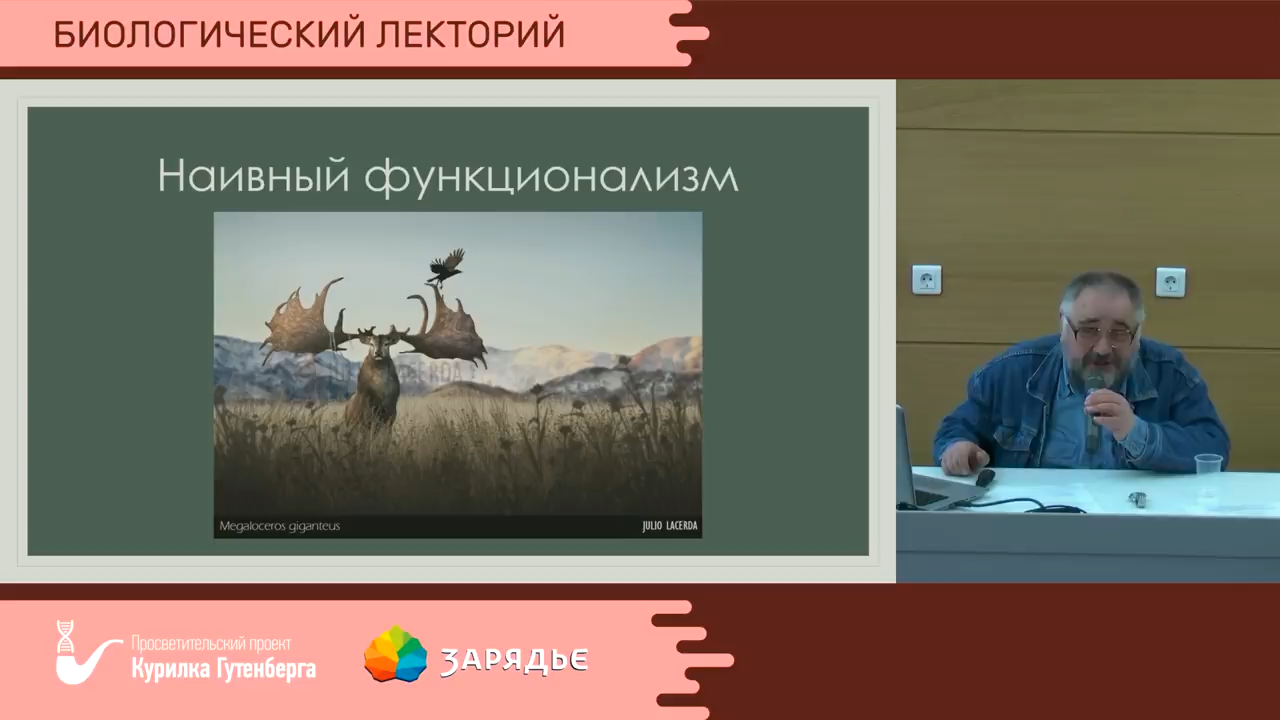 БИОЛОГИЧЕСКИЙ ЛЕКТОРИЙ
Наивный функционализм
Megaloceros giganteus
JULIO LACERDA
Просветительский проект
Курилка Гутенберга
ЗАРЯДЬЕ